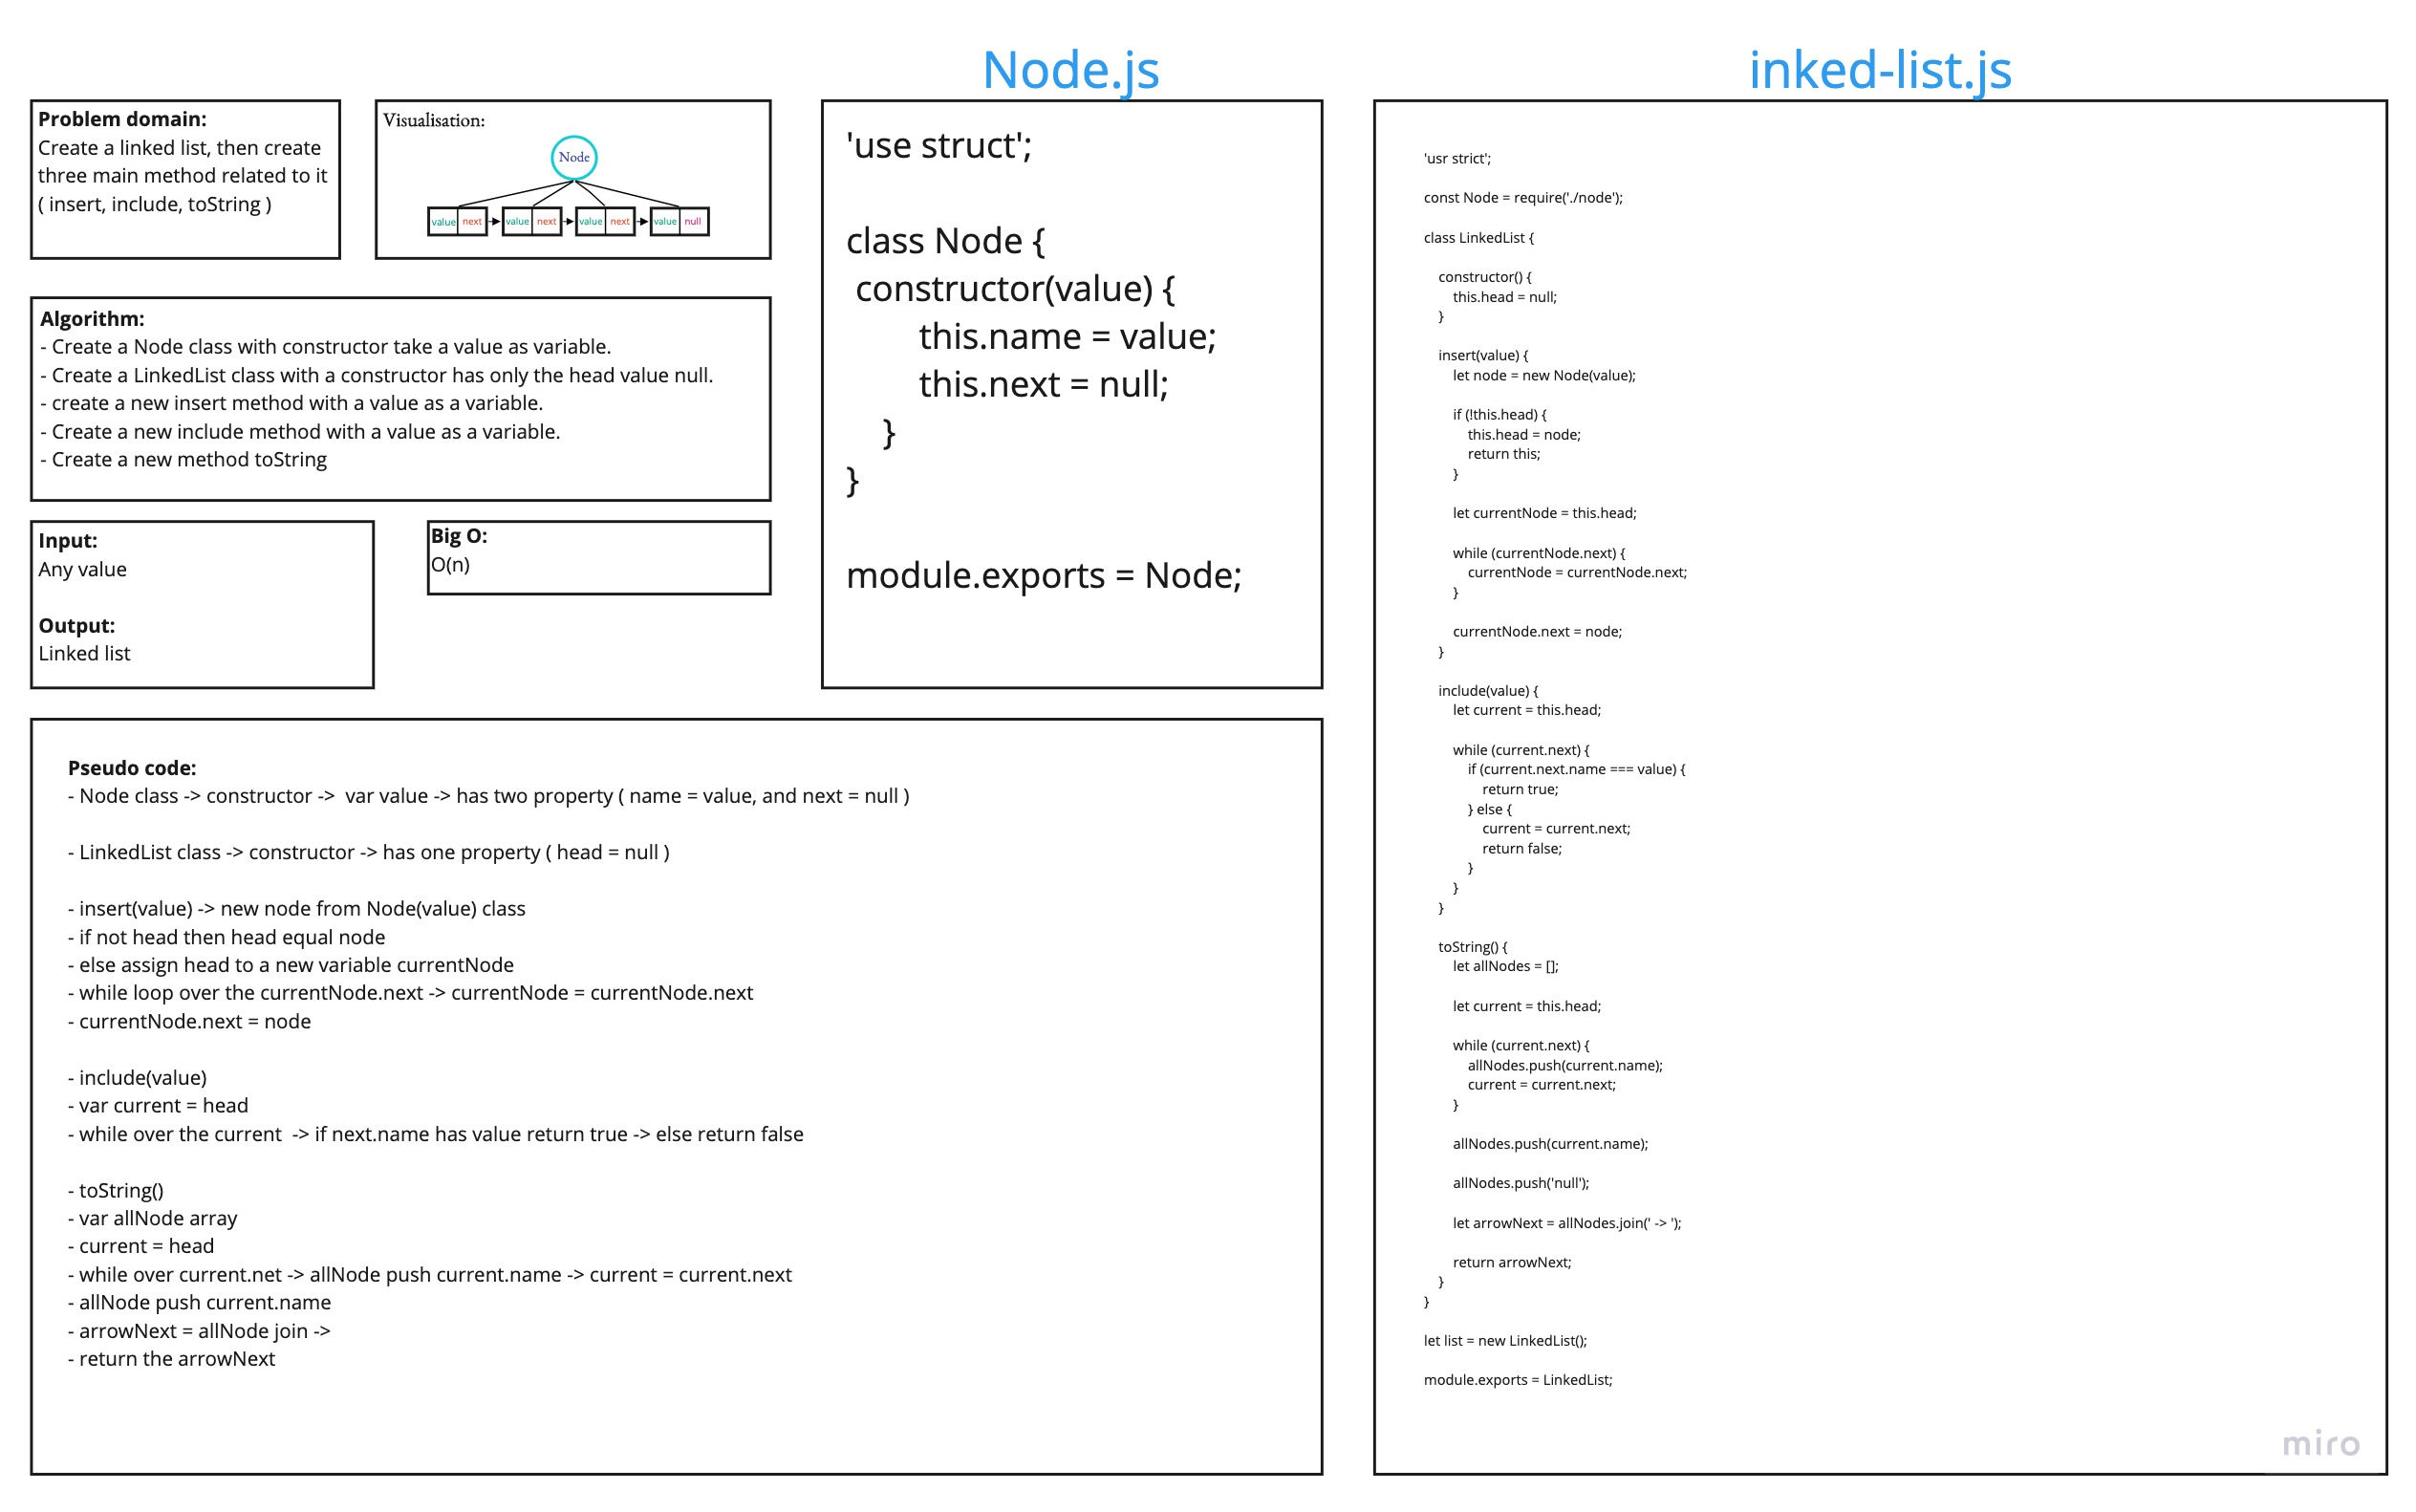 Node.js
inked-list.js
Problem domain:
Create a linked list, then create
three main method related to it
( insert, include, toString )
Visualisation:
Node
value next value next value next value null
Algorithm:
- Create a Node class with constructor take a value as variable.
- Create a LinkedList class with a constructor has only the head value null.
- create a new insert method with a value as a variable.
- Create a new include method with a value as a variable.
- Create a new method toString
Input:
Any value
Output:
Linked list
Big O:
O(n)
'use struct';
class Node {
constructor(value) {
this.name = value;
this.next = null;
}
}
module.exports = Node;
Pseudo code:
- Node class -> constructor -> var value -> has two property ( name = value, and next = null )
- LinkedList class -> constructor -> has one property ( head = null )
- insert(value) -> new node from Node(value) class
- if not head then head equal node
- else assign head to a new variable currentNode
- while loop over the currentNode.next -> currentNode = currentNode.next
- currentNode.next = node
- include(value)
- var current = head
- while over the current -> if next.name has value return true -> else return false
- toString()
- var allNode array
- current = head
- while over current.net -> allNode push current.name -> current = current.next
- allNode push current.name
- arrowNext = allNode join ->
- return the arrowNext
'usr strict';
const Node = require('./node');
class LinkedList {
constructor() {
this.head = null;
}
insert(value) {
let node = new Node(value);
if (!this.head) {
this.head = node;
return this;
}
let currentNode = this.head;
while (currentNode.next) {
currentNode = currentNode.next;
}
currentNode.next = node;
}
include(value) {
let current = this.head;
while (current.next) {
if (current.next.name === value) {
return true;
} else {
current = current.next;
return false;
}
}
}
toString() {
let allNodes = [];
let current = this.head;
while (current.next) {
allNodes.push(current.name);
current = current.next;
}
allNodes.push(current.name);
allNodes.push('null');
let arrowNext = allNodes.join(' -> ');
return arrowNext;
}
}
let list = new LinkedList();
module.exports = LinkedList;
miro